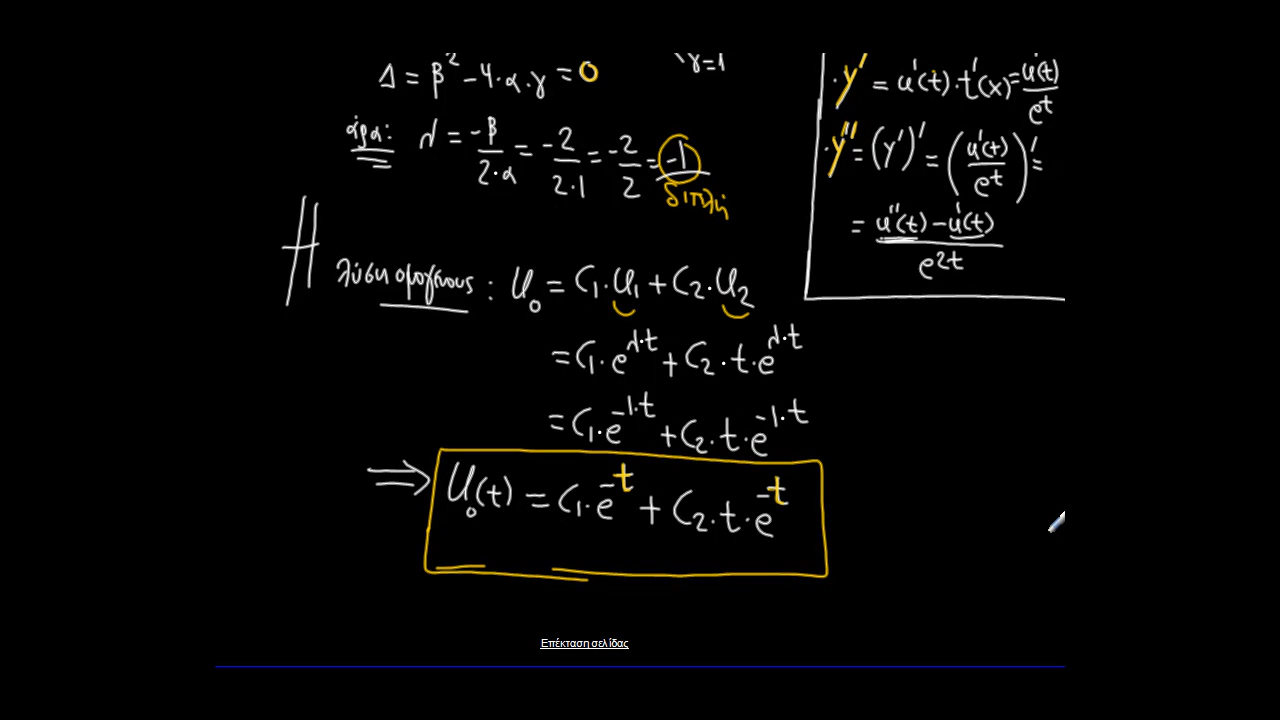 Δ = β² - 4·α·γ = 0
γ=1
άρα: λ = -β/2·α = -2/2·1 = -2/2 = -1
διπλή
Η λύση ομογενούς : u₀ = C₁·u₁ + C₂·u₂
= C₁·e^{λ·t} + C₂·t·e^{λ·t}
= C₁·e^{-1·t} + C₂·t·e^{-1·t}
⇒ u₀(t) = C₁·e^{-t} + C₂·t·e^{-t}
·y' = u'(t)·t'(x) = u'(t)/e^t
·y'' = (y')' = (u'(t)/e^t)' =
= u''(t) - u'(t)/e^{2t}
Επέκταση σελίδας